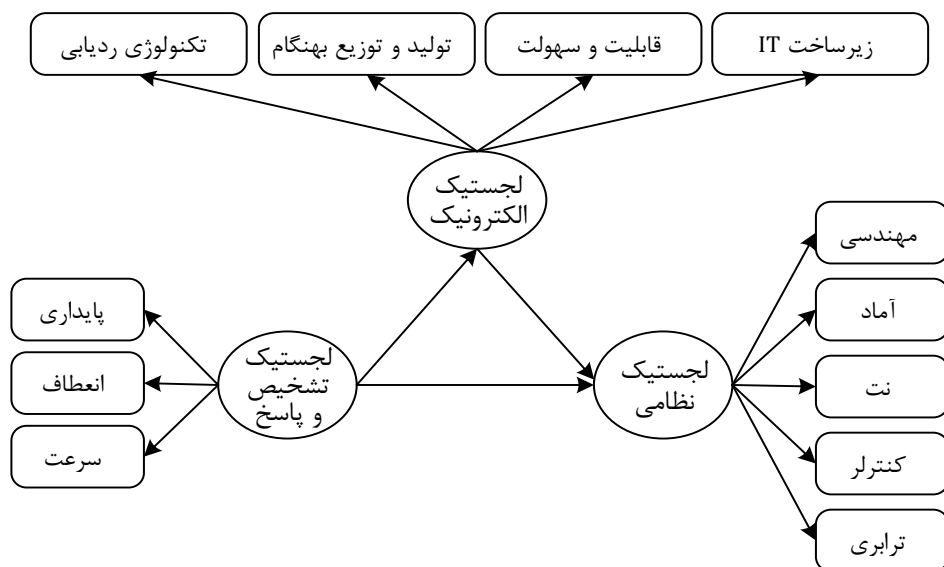 زیرساخت IT
قابلیت و سهولت
تولید و توزیع بهنگام
تکنولوژی ردیابی
لجستیک
الکترونیک
مهندسی
آماد
نت
کنترلر
ترابری
لجستیک
نظامی
لجستیک
تشخیص
و پاسخ
پایداری
انعطاف
سرعت